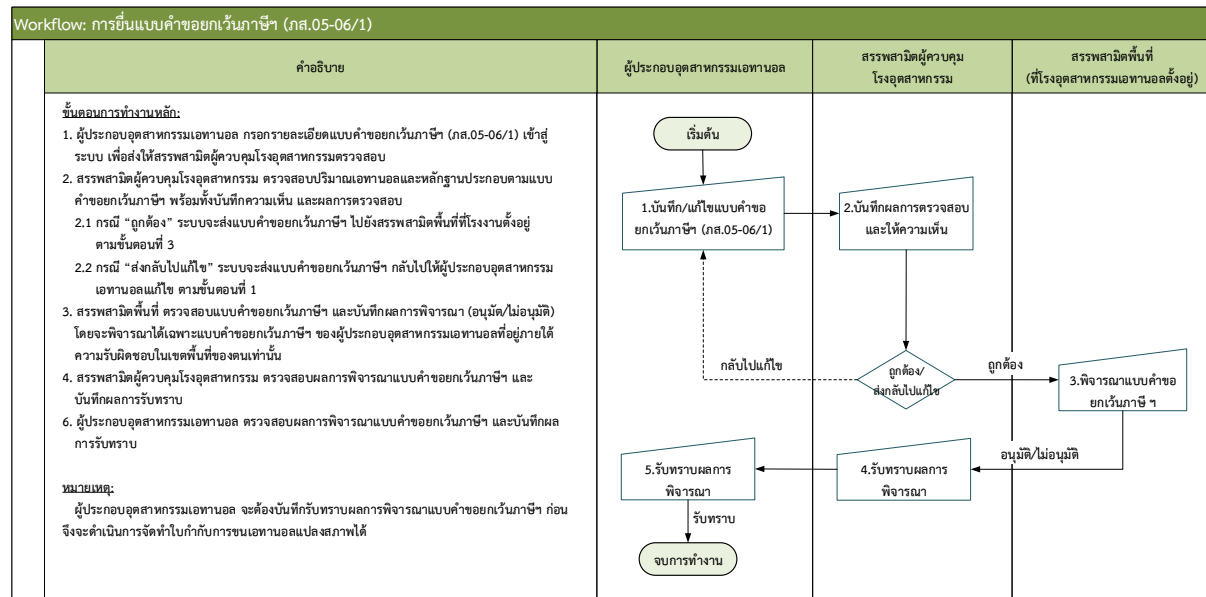 Workflow: การยื่นแบบคำขอยกเว้นภาษีฯ (ภส.05-06/1)
คำอธิบาย
ผู้ประกอบอุตสาหกรรมเอทานอล
สรรพสามิตผู้ควบคุม
โรงอุตสาหกรรม
สรรพสามิตพื้นที่
(ที่โรงอุตสาหกรรมเอทานอลตั้งอยู่)
ขั้นตอนการทำงานหลัก:
1. ผู้ประกอบอุตสาหกรรมเอทานอล กรอกรายละเอียดแบบคำขอยกเว้นภาษีฯ (ภส.05-06/1) เข้าสู่
ระบบ เพื่อส่งให้สรรพสามิตผู้ควบคุมโรงอุตสาหกรรมตรวจสอบ
2. สรรพสามิตผู้ควบคุมโรงอุตสาหกรรม ตรวจสอบปริมาณเอทานอลและหลักฐานประกอบตามแบบ
คำขอยกเว้นภาษีฯ พร้อมทั้งบันทึกความเห็น และผลการตรวจสอบ
2.1 กรณี “ถูกต้อง” ระบบจะส่งแบบคำขอยกเว้นภาษีฯ ไปยังสรรพสามิตพื้นที่ที่โรงงานตั้งอยู่
ตามขั้นตอนที่ 3
2.2 กรณี “ส่งกลับไปแก้ไข” ระบบจะส่งแบบคำขอยกเว้นภาษีฯ กลับไปให้ผู้ประกอบอุตสาหกรรม
เอทานอลแก้ไข ตามขั้นตอนที่ 1
3. สรรพสามิตพื้นที่ ตรวจสอบแบบคำขอยกเว้นภาษีฯ และบันทึกผลการพิจารณา (อนุมัติ/ไม่อนุมัติ)
โดยจะพิจารณาได้เฉพาะแบบคำขอยกเว้นภาษีฯ ของผู้ประกอบอุตสาหกรรมเอทานอลที่อยู่ภายใต้
ความรับผิดชอบในเขตพื้นที่ของตนเท่านั้น
4. สรรพสามิตผู้ควบคุมโรงอุตสาหกรรม ตรวจสอบผลการพิจารณาแบบคำขอยกเว้นภาษีฯ และ
บันทึกผลการรับทราบ
6. ผู้ประกอบอุตสาหกรรมเอทานอล ตรวจสอบผลการพิจารณาแบบคำขอยกเว้นภาษีฯ และบันทึกผล
การรับทราบ
หมายเหตุ:
ผู้ประกอบอุตสาหกรรมเอทานอล จะต้องบันทึกรับทราบผลการพิจารณาแบบคำขอยกเว้นภาษีฯ ก่อน
จึงจะดำเนินการจัดทำใบกำกับการขนเอทานอลแปลงสภาพได้
เริ่มต้น
1.บันทึก/แก้ไขแบบคำขอ
ยกเว้นภาษีฯ (ภส.05-06/1)
2.บันทึกผลการตรวจสอบ
และให้ความเห็น
กลับไปแก้ไข
ถูกต้อง/
ส่งกลับไปแก้ไข
ถูกต้อง
3.พิจารณาแบบคำขอ
ยกเว้นภาษี ฯ
อนุมัติ/ไม่อนุมัติ
4.รับทราบผลการ
พิจารณา
5.รับทราบผลการ
พิจารณา
รับทราบ
จบการทำงาน